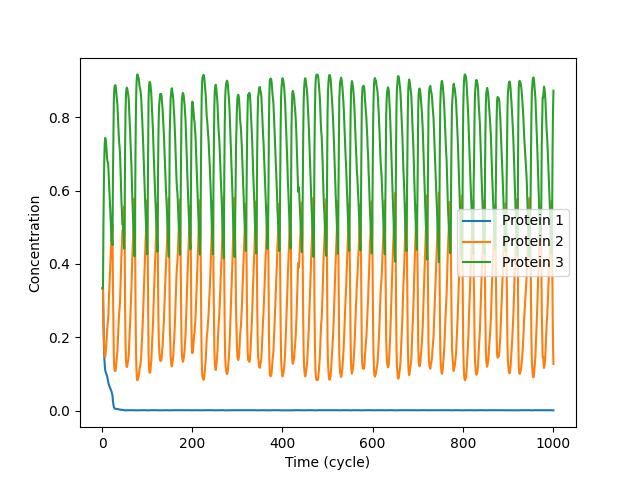 Concentration
0.8
0.6
0.4
0.2
0.0
Protein 1
Protein 2
Protein 3
0 200 400 600 800 1000
Time (cycle)